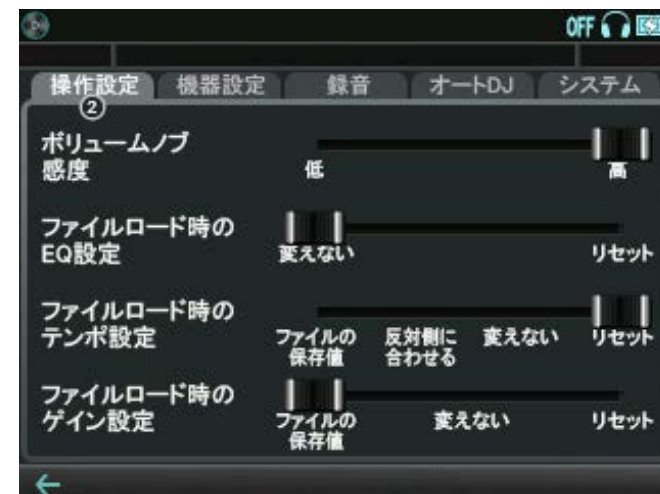 OFF
操作設定 機器設定 録音 オートDJ システム
②
ボリュームノブ
感度
低 高
ファイルロード時の
EQ設定
変えない リセット
ファイルロード時の
テンポ設定
ファイルの
保存値
反対側に
合わせる
変えない
リセット
ファイルロード時の
ゲイン設定
ファイルの
保存値
変えない
リセット